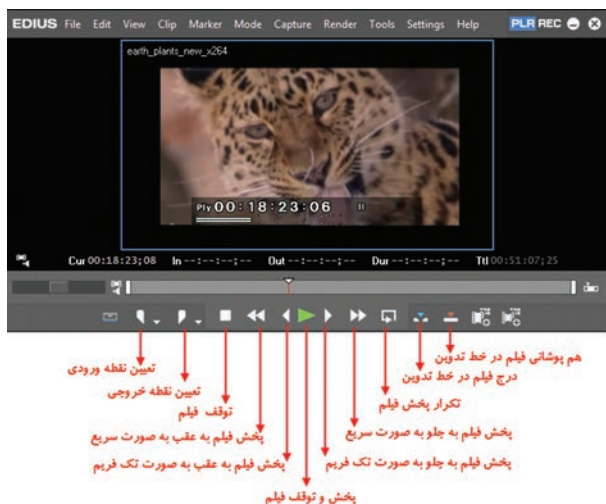 EDIUS File Edit View Clip Marker Mode Capture Render Tools Settings Help PLR REC
earth_plants_new_x264
Ply 00:18:23:06 II
Cur 00:18:23;08 In --:--:--;-- Out --:--:--;-- Dur --:--:--;-- Ttl 00:51:07;25
هم پوشانی فیلم در خط تدوین
تعیین نقطه ورودی
درج فیلم در خط تدوین
تعیین نقطه خروجی
تکرار پخش فیلم
توقف فیلم
پخش فیلم به جلو به صورت سریع
پخش فیلم به عقب به صورت سریع
پخش فیلم به جلو به صورت تک فریم
پخش فیلم به عقب به صورت تک فریم
پخش و توقف فیلم